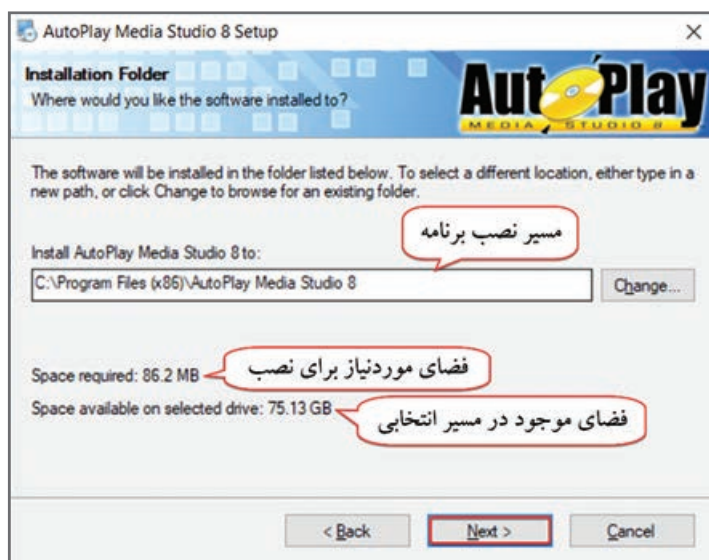 AutoPlay Media Studio 8 Setup
Installation Folder
Where would you like the software installed to?
AutoPlay
MEDIA STUDIO 8
The software will be installed in the folder listed below. To select a different location, either type in a
new path, or click Change to browse for an existing folder.
مسیر نصب برنامه
Install AutoPlay Media Studio 8 to:
C:\Program Files (x86)\AutoPlay Media Studio 8
Change...
Space required: 86.2 MB
فضای موردنیاز برای نصب
Space available on selected drive: 75.13 GB
فضای موجود در مسیر انتخابی
< Back
Next >
Cancel